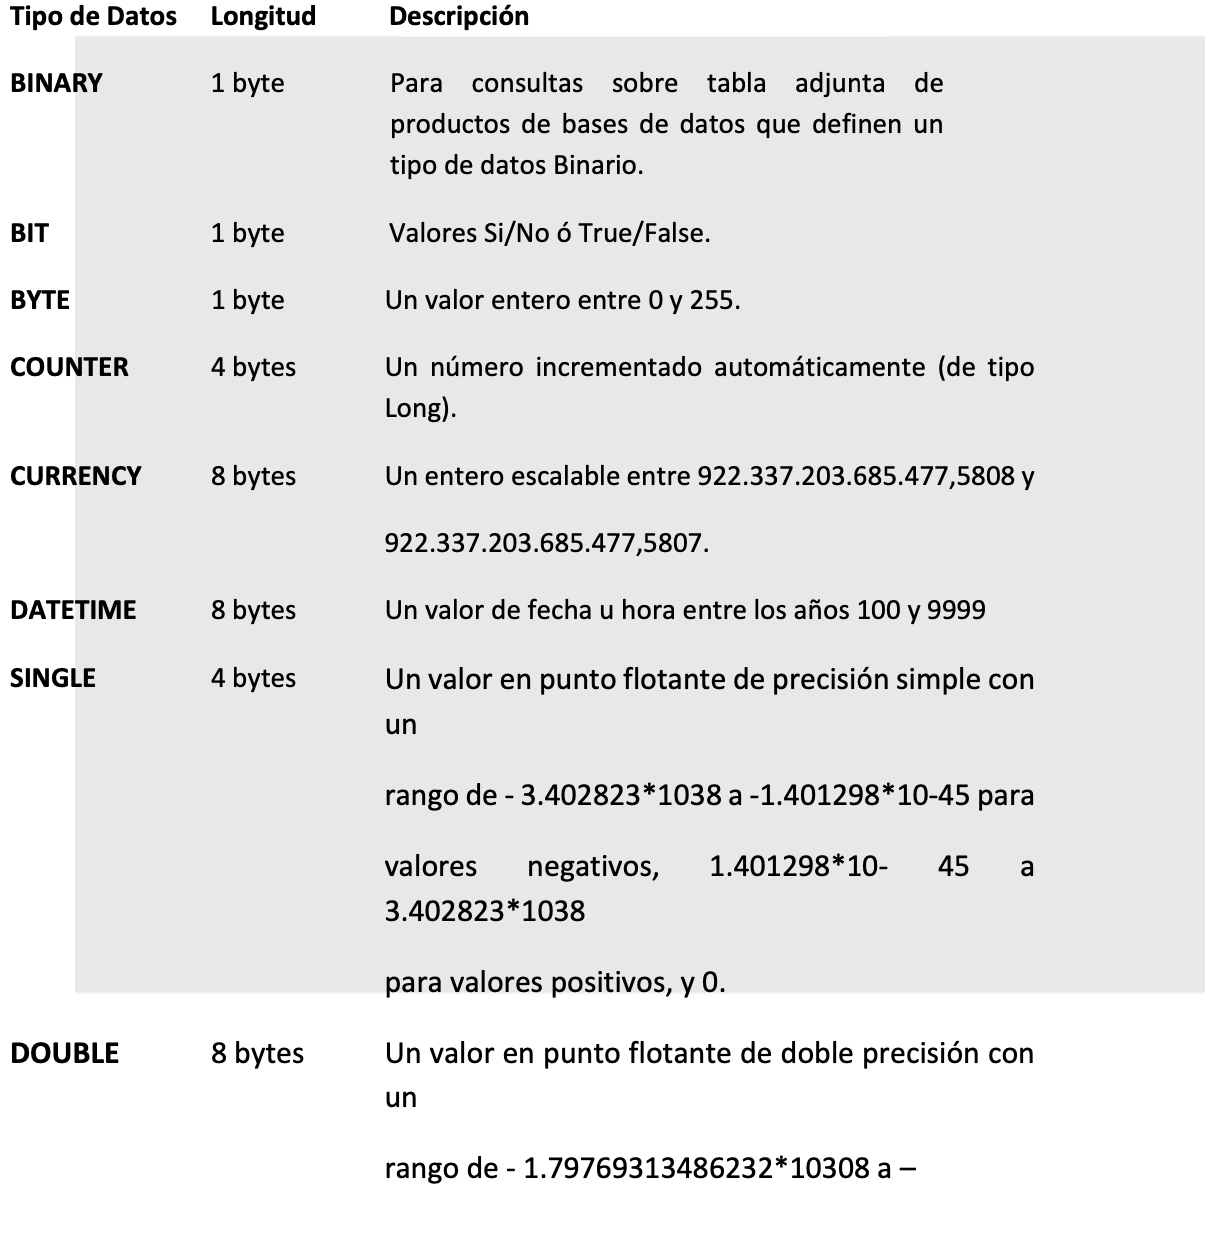 Tipo de Datos Longitud Descripción
BINARY 1 byte Para consultas sobre tabla adjunta de
productos de bases de datos que definen un
tipo de datos Binario.
BIT 1 byte Valores Si/No ó True/False.
BYTE 1 byte Un valor entero entre 0 y 255.
COUNTER 4 bytes Un número incrementado automáticamente (de tipo
Long).
CURRENCY 8 bytes Un entero escalable entre 922.337.203.685.477,5808 y
922.337.203.685.477,5807.
DATETIME 8 bytes Un valor de fecha u hora entre los años 100 y 9999
SINGLE 4 bytes Un valor en punto flotante de precisión simple con
un
rango de - 3.402823*1038 a -1.401298*10-45 para
valores negativos, 1.401298*10- 45 a
3.402823*1038
para valores positivos, y 0.
DOUBLE 8 bytes Un valor en punto flotante de doble precisión con
un
rango de - 1.79769313486232*10308 a –